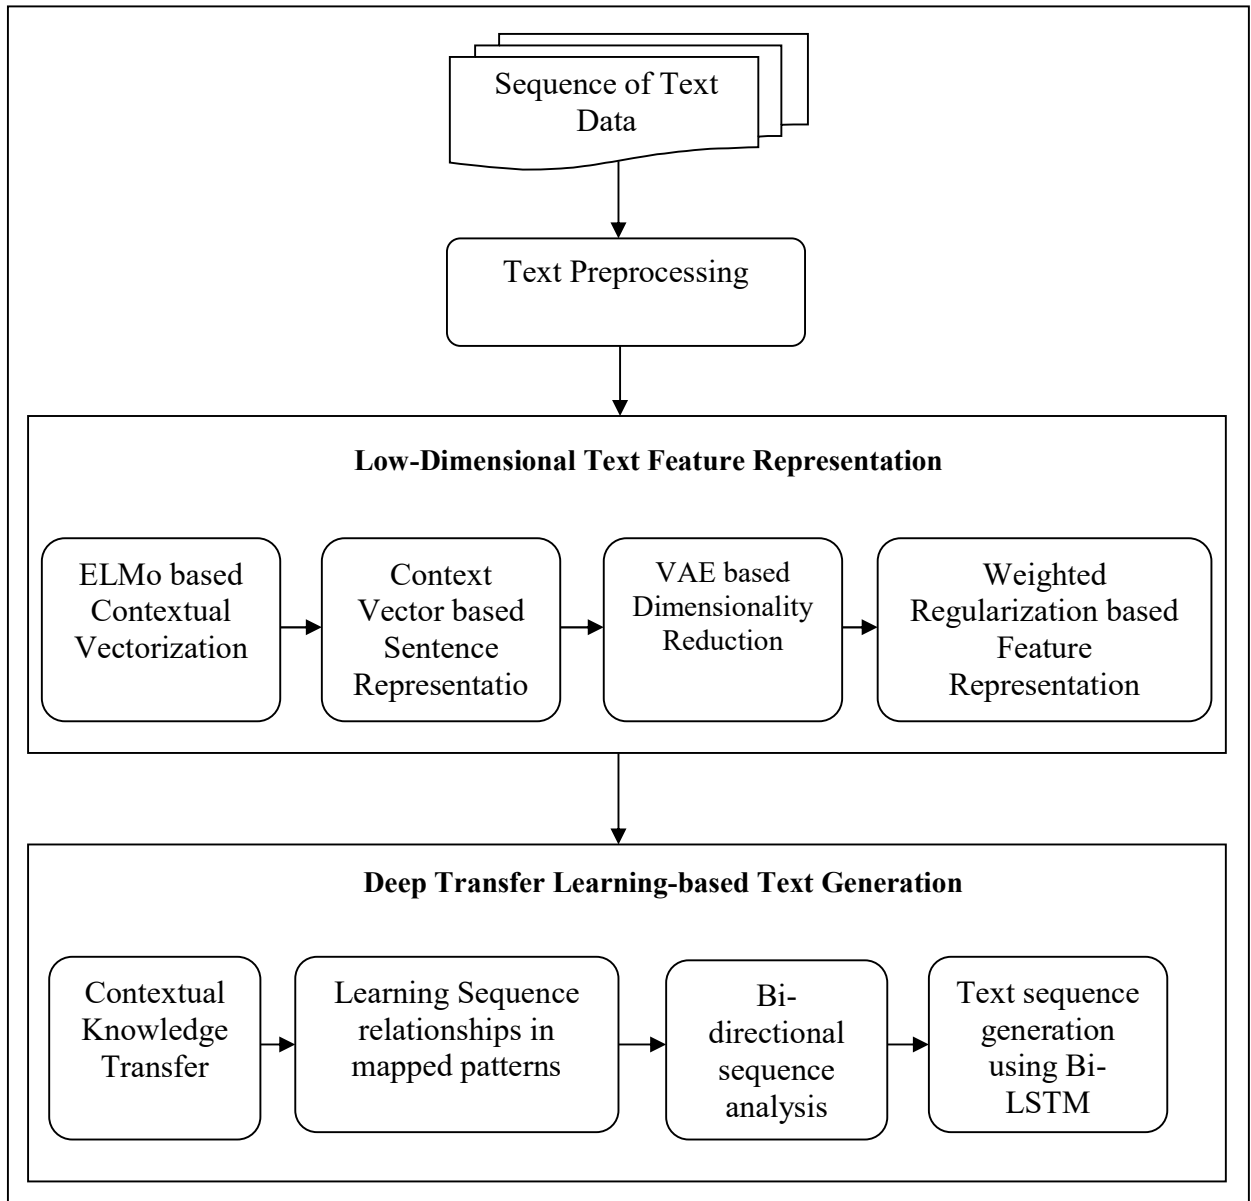 Sequence of Text
Data
Text Preprocessing
Low-Dimensional Text Feature Representation
ELMo based
Contextual
Vectorization
Context
Vector based
Sentence
Representatio
VAE based
Dimensionality
Reduction
Weighted
Regularization based
Feature
Representation
Deep Transfer Learning-based Text Generation
Contextual
Knowledge
Transfer
Learning Sequence
relationships in
mapped patterns
Bi-
directional
sequence
analysis
Text sequence
generation
using Bi-
LSTM